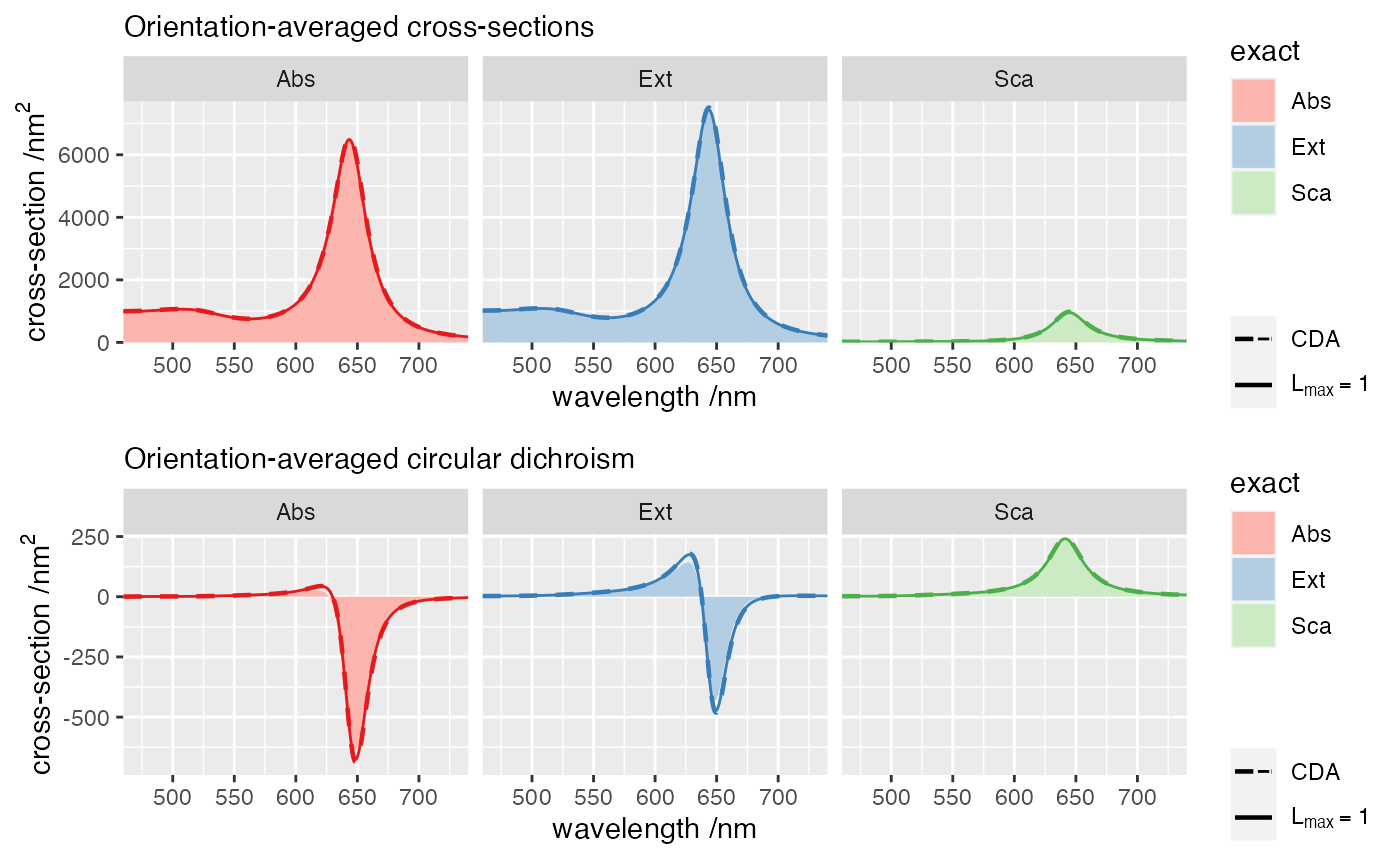 Orientation-averaged cross-sections
Abs Ext Sca
cross-section /nm²
6000
4000
2000
0
500 550 600 650 700 500 550 600 650 700 500 550 600 650 700
wavelength /nm
exact
Abs
Ext
Sca
CDA
Lmax = 1
Orientation-averaged circular dichroism
Abs Ext Sca
cross-section /nm²
250
0
-250
-500
500 550 600 650 700 500 550 600 650 700 500 550 600 650 700
wavelength /nm
exact
Abs
Ext
Sca
CDA
Lmax = 1